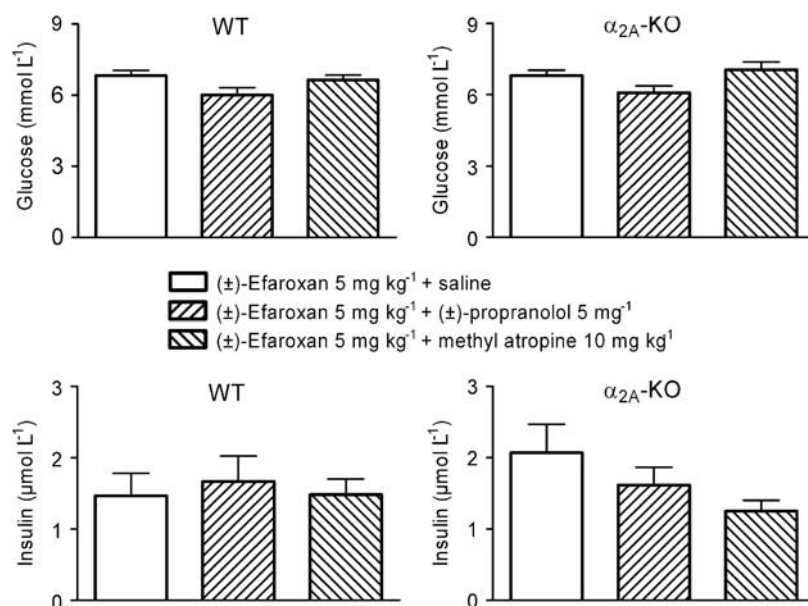 WT
α2A-KO
Glucose (mmol L-1)
9
6
3
0
Glucose (mmol L-1)
9
6
3
0
(±)-Efaroxan 5 mg kg-1 + saline
(±)-Efaroxan 5 mg kg-1 + (±)-propranolol 5 mg-1
(±)-Efaroxan 5 mg kg-1 + methyl atropine 10 mg kg-1
WT
α2A-KO
Insulin (µmol L-1)
3
2
1
0
Insulin (µmol L-1)
3
2
1
0